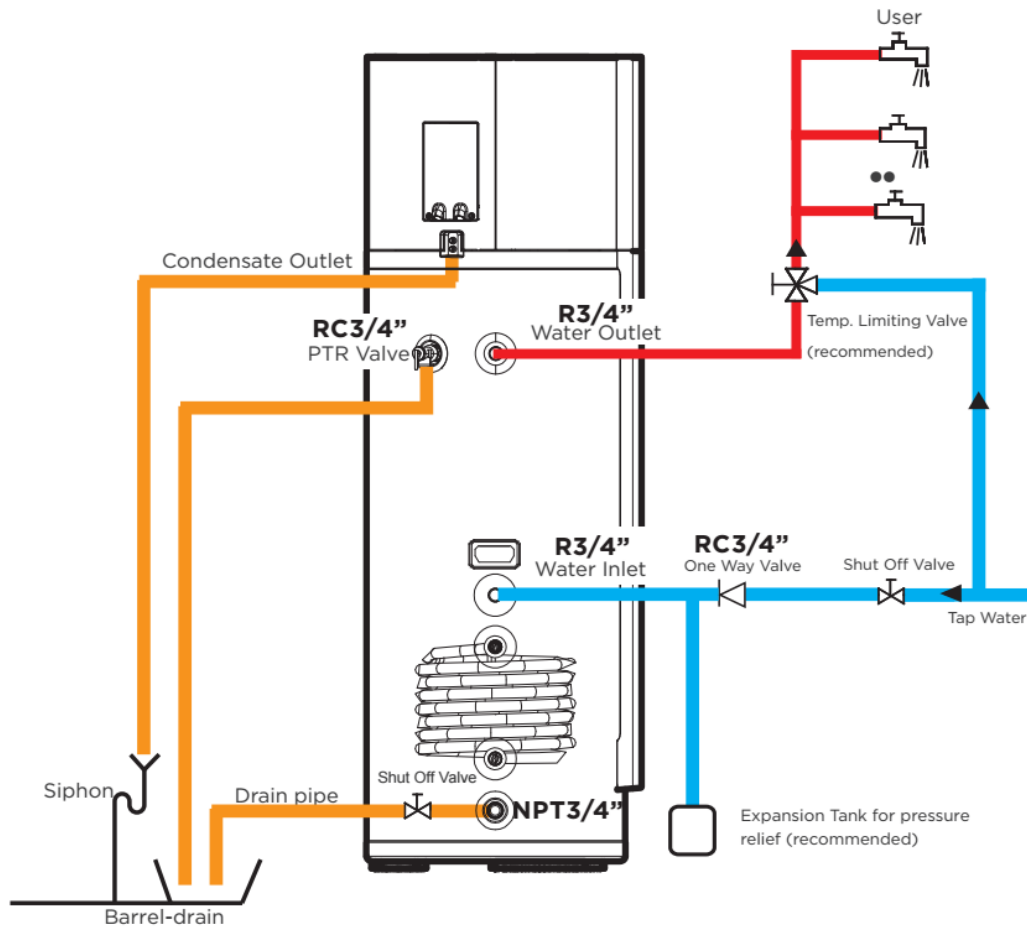 User
Condensate Outlet
RC3/4”
PTR Valve
R3/4”
Water Outlet
Temp. Limiting Valve
(recommended)
R3/4”
Water Inlet
RC3/4”
One Way Valve
Shut Off Valve
Tap Water
Siphon
Shut Off Valve
Drain pipe
NPT3/4”
Expansion Tank for pressure
relief (recommended)
Barrel-drain